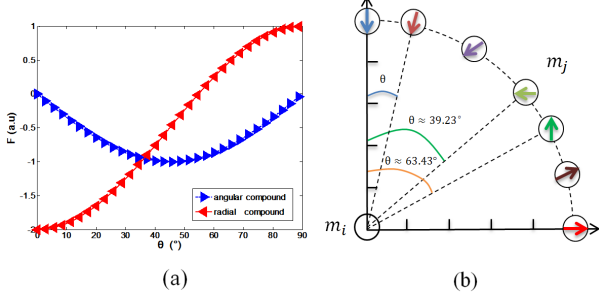 1
0.5
0
-0.5
-1
-1.5
-2
F (a.u)
0 10 20 30 40 50 60 70 80 90
θ (°)
angular compound
radial compound
(a)
θ
θ ≈ 39.23°
θ ≈ 63.43°
m_j
m_i
(b)